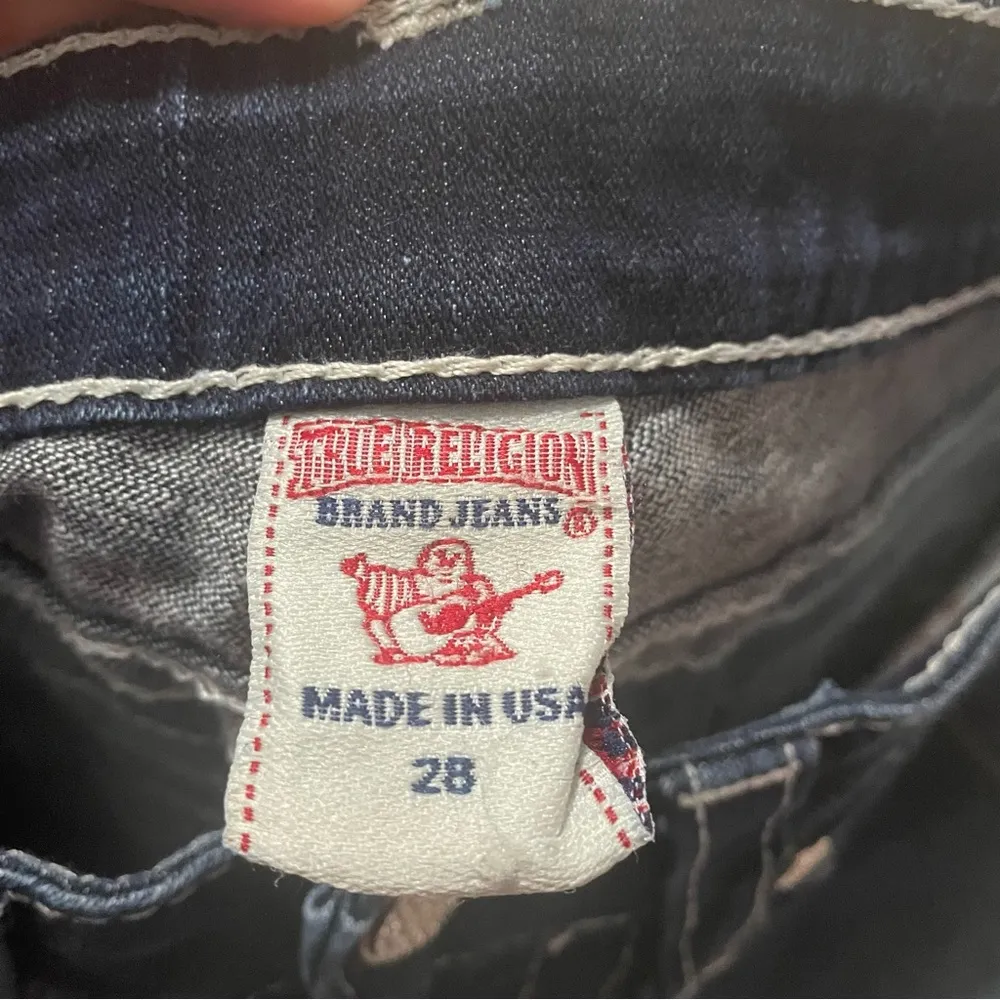 TRUE RELIGION
BRAND JEANS®
MADE IN USA
28